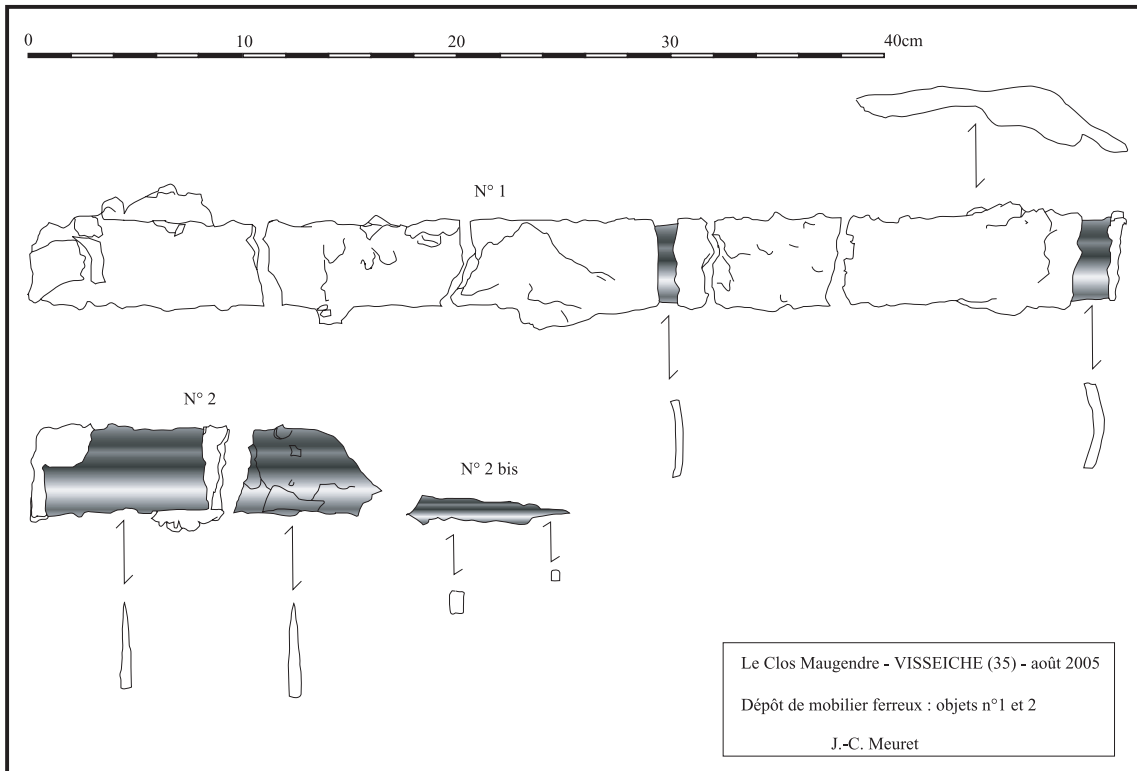 0 10 20 30 40cm
N° 1
N° 2
N° 2 bis
Le Clos Maugendre - VISSEICHE (35) - août 2005
Dépôt de mobilier ferreux : objets n°1 et 2
J.-C. Meuret